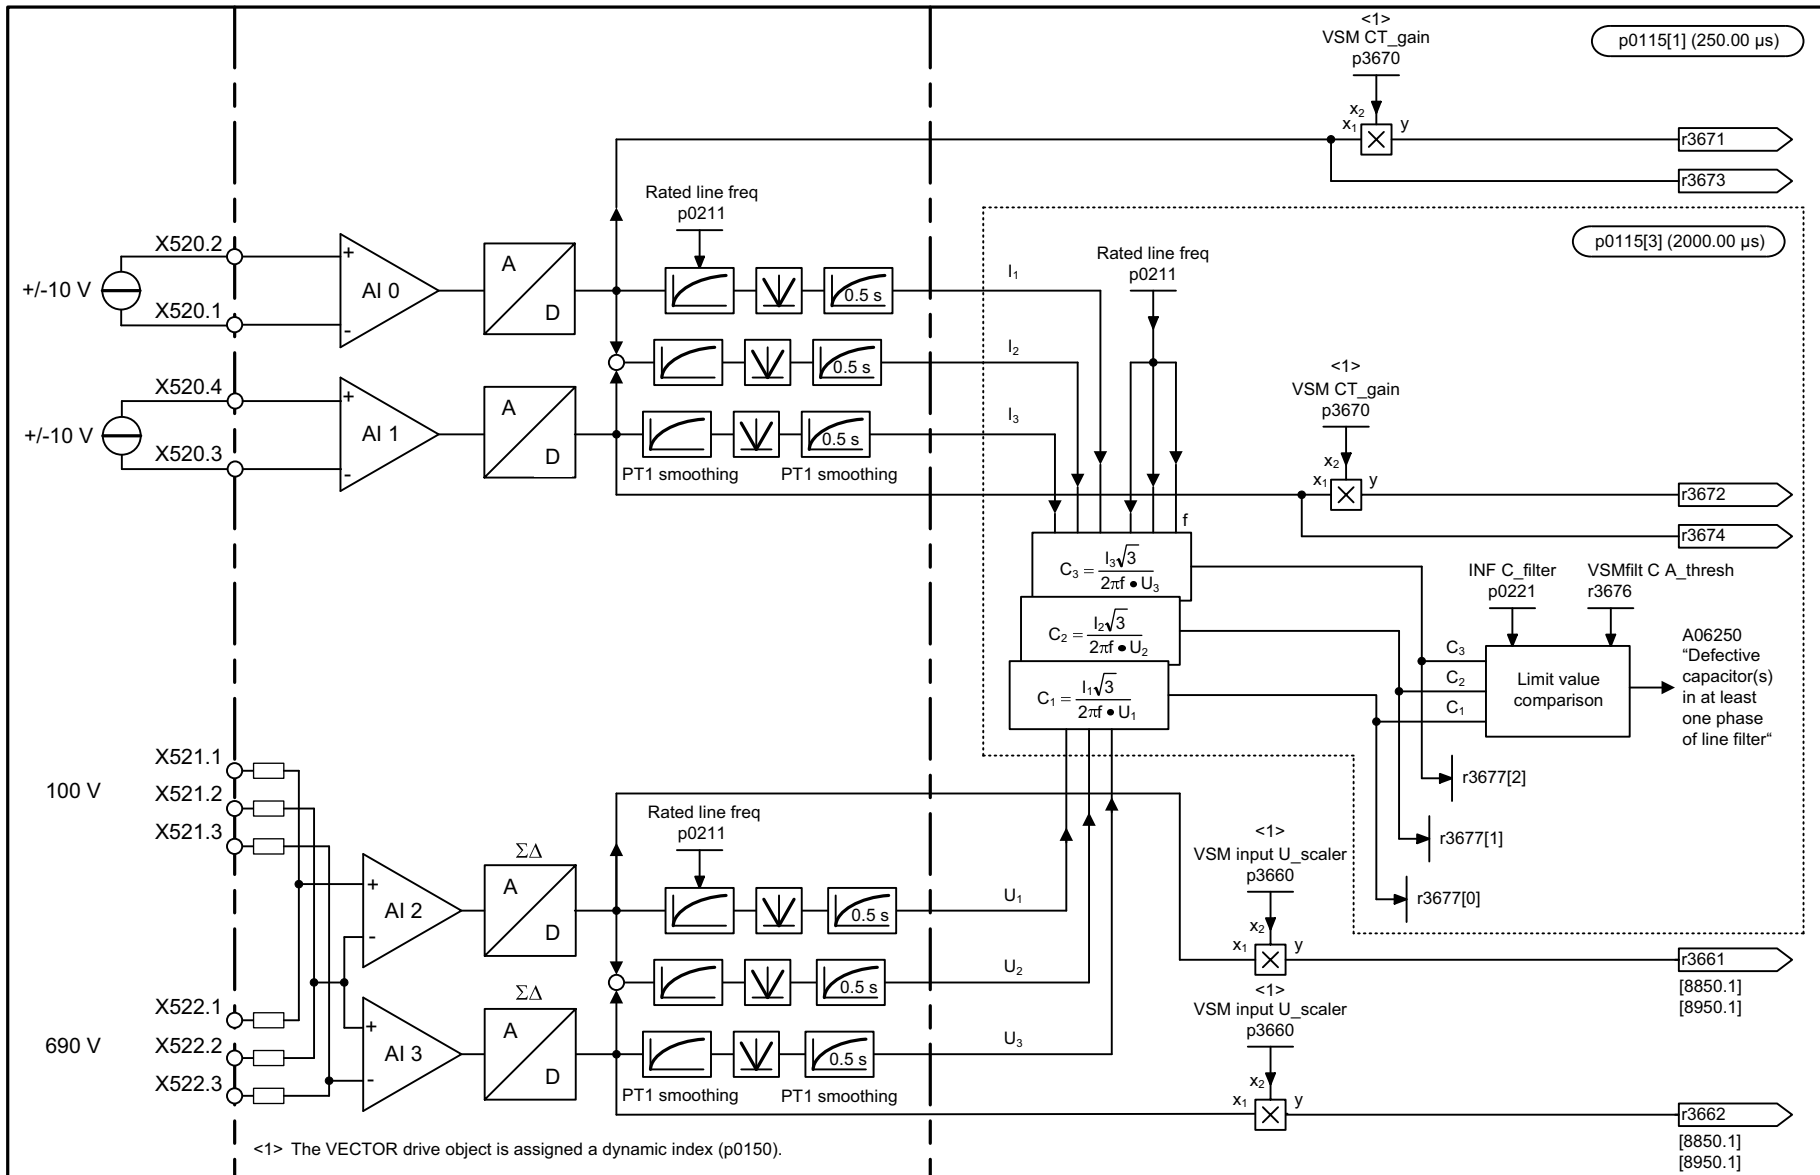 <1>
VSM CT_gain
p3670
p0115[1] (250.00 µs)
x2
x1
y
r3671
r3673
Rated line freq
p0211
p0115[3] (2000.00 µs)
X520.2
+/-10 V
X520.1
AI 0
+
-
A
D
0.5 s
I1
Rated line freq
p0211
0.5 s
I2
X520.4
+/-10 V
X520.3
AI 1
+
-
A
D
0.5 s
I3
PT1 smoothing
PT1 smoothing
<1>
VSM CT_gain
p3670
x2
x1
y
r3672
r3674
f
C3 = I3√3 / 2πf • U3
C2 = I2√3 / 2πf • U2
C1 = I1√3 / 2πf • U1
INF C_filter
p0221
VSMfilt C A_thresh
r3676
C3
C2
C1
Limit value
comparison
A06250
“Defective
capacitor(s)
in at least
one phase
of line filter“
r3677[2]
r3677[1]
r3677[0]
100 V
X521.1
X521.2
X521.3
690 V
X522.1
X522.2
X522.3
AI 2
+
-
ΣΔ
A
D
Rated line freq
p0211
0.5 s
U1
0.5 s
U2
AI 3
+
-
ΣΔ
A
D
0.5 s
U3
PT1 smoothing
PT1 smoothing
<1>
VSM input U_scaler
p3660
x2
x1
y
r3661
[8850.1]
[8950.1]
<1>
VSM input U_scaler
p3660
x2
x1
y
r3662
[8850.1]
[8950.1]
<1> The VECTOR drive object is assigned a dynamic index (p0150).